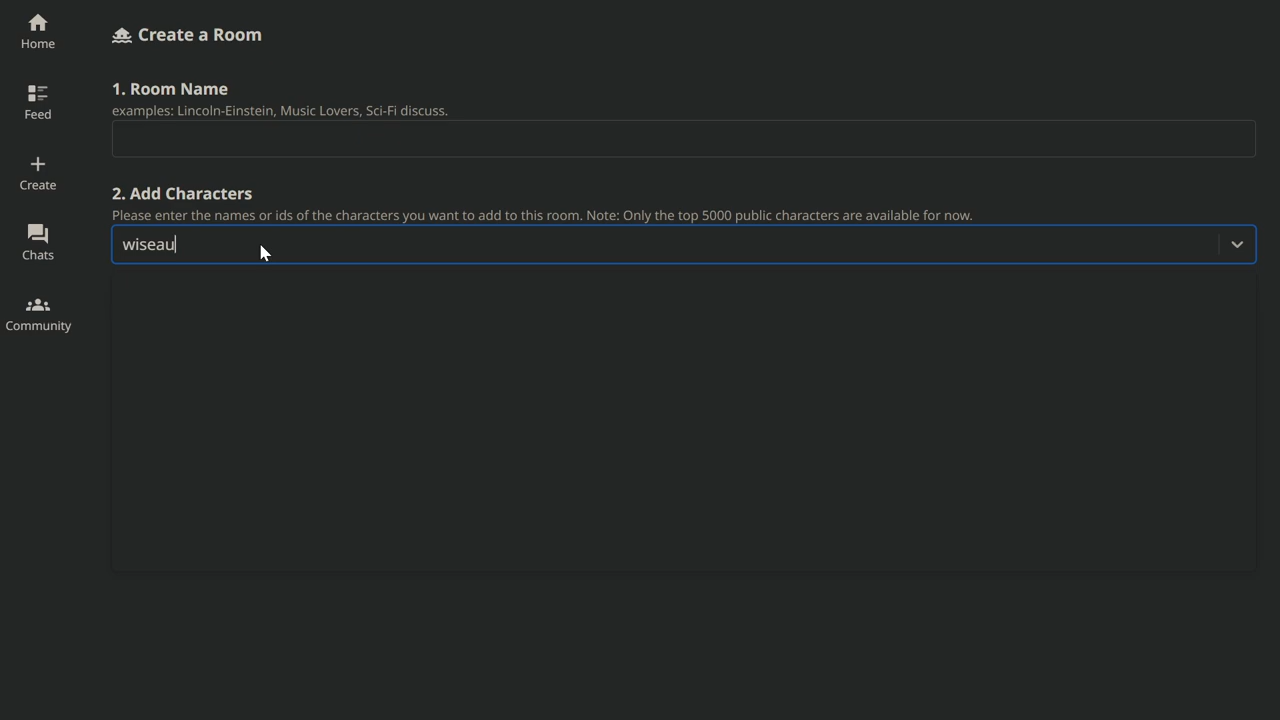 Home
Feed
Create
Chats
Community
Create a Room
1. Room Name
examples: Lincoln-Einstein, Music Lovers, Sci-Fi discuss.
2. Add Characters
Please enter the names or ids of the characters you want to add to this room. Note: Only the top 5000 public characters are available for now.
wiseau